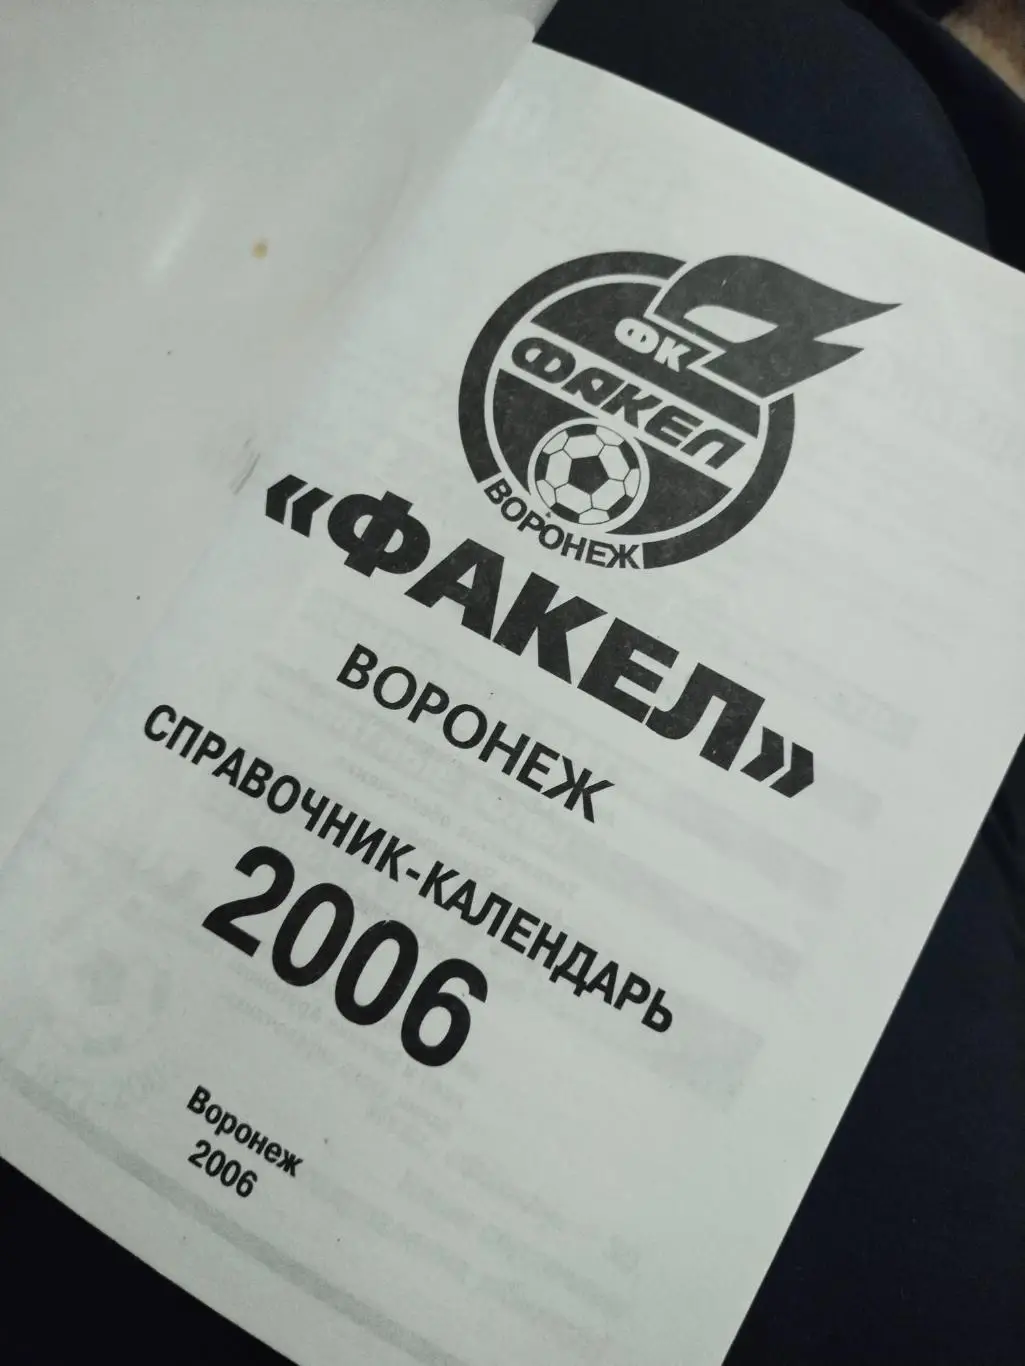 ФК
ФАКЕЛ
ВОРОНЕЖ
«ФАКЕЛ»
ВОРОНЕЖ
СПРАВОЧНИК-КАЛЕНДАРЬ
2006
Воронеж
2006